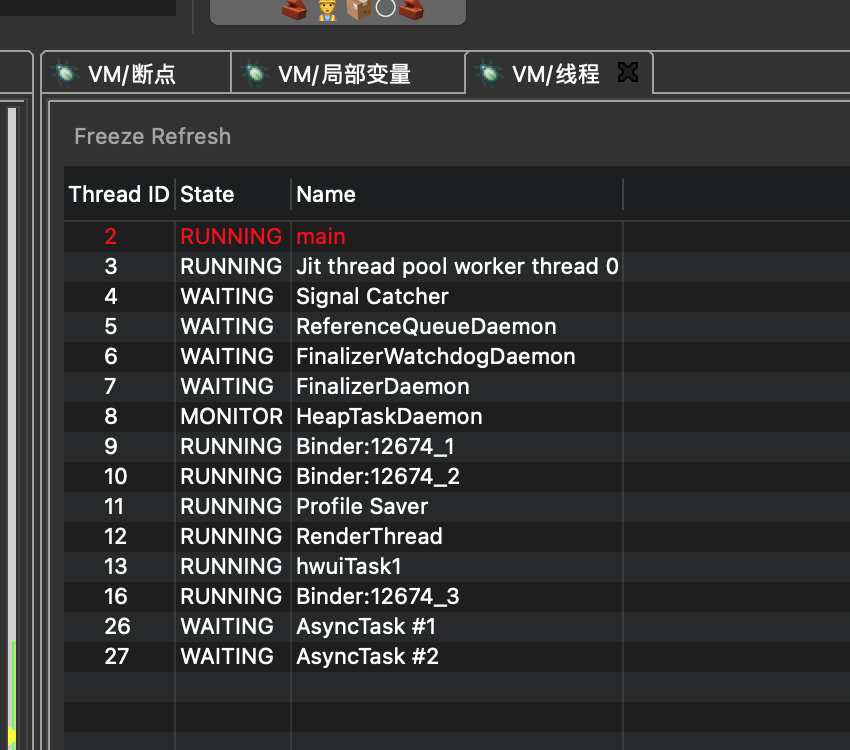 VM/断点 VM/局部变量 VM/线程
Freeze Refresh
Thread ID State Name
2 RUNNING main
3 RUNNING Jit thread pool worker thread 0
4 WAITING Signal Catcher
5 WAITING ReferenceQueueDaemon
6 WAITING FinalizerWatchdogDaemon
7 WAITING FinalizerDaemon
8 MONITOR HeapTaskDaemon
9 RUNNING Binder:12674_1
10 RUNNING Binder:12674_2
11 RUNNING Profile Saver
12 RUNNING RenderThread
13 RUNNING hwuiTask1
16 RUNNING Binder:12674_3
26 WAITING AsyncTask #1
27 WAITING AsyncTask #2